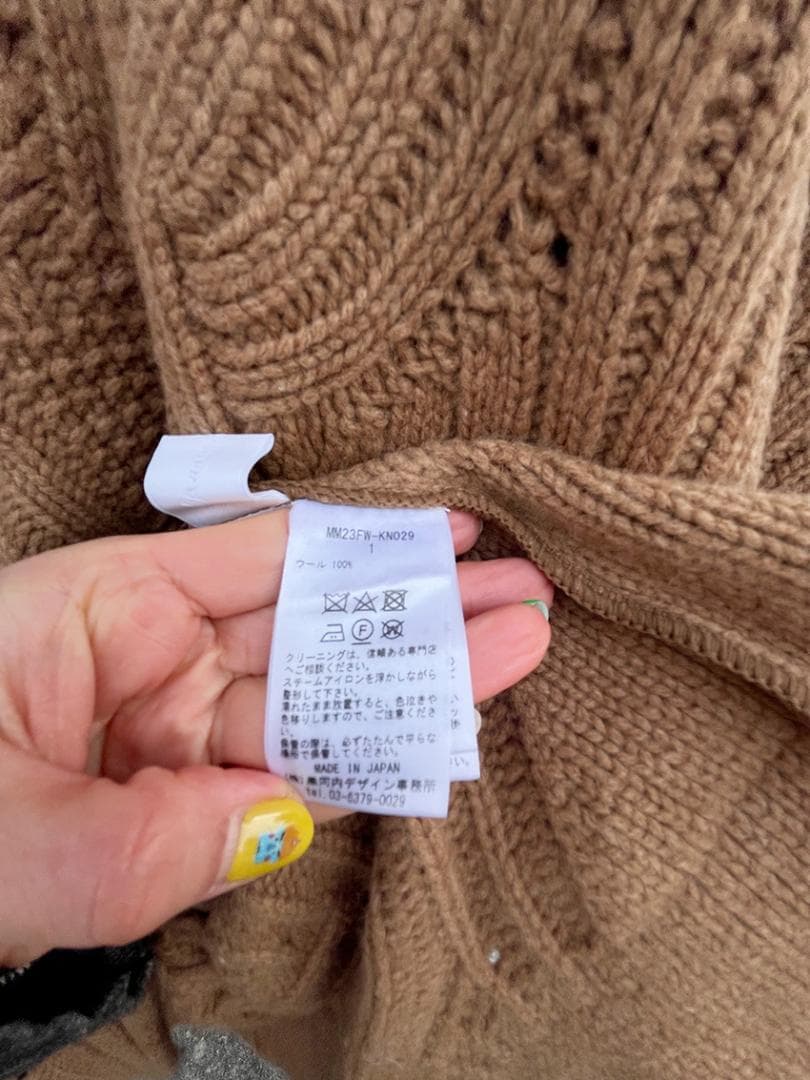 MM23FW-KN029
1
ウール 100%
F
W
クリーニングは、信頼ある専門店
へご相談ください。
スチームアイロンを浮かしながら
整形して下さい。
濡れたまま放置すると、色泣きや
色移りしますので、ご注意くださ
い。
保管の際は、必ずたたんで平らな
場所で保管してください。
MADE IN JAPAN
(株)黒河内デザイン事務所
tel.03-6379-0029